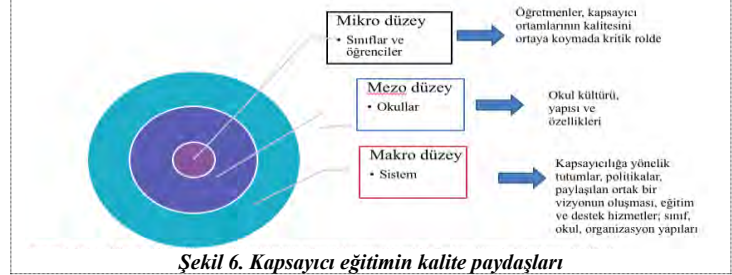 Mikro düzey
• Sınıflar ve
öğrenciler
Öğretmenler, kapsayıcı
ortamlarının kalitesini
ortaya koymada kritik rolde
Mezo düzey
• Okullar
Okul kültürü,
yapısı ve
özellikleri
Makro düzey
• Sistem
Kapsayıcılığa yönelik
tutumlar, politikalar,
paylaşılan ortak bir
vizyonun oluşması, eğitim
ve destek hizmetler; sınıf,
okul, organizasyon yapıları
Şekil 6. Kapsayıcı eğitimin kalite paydaşları